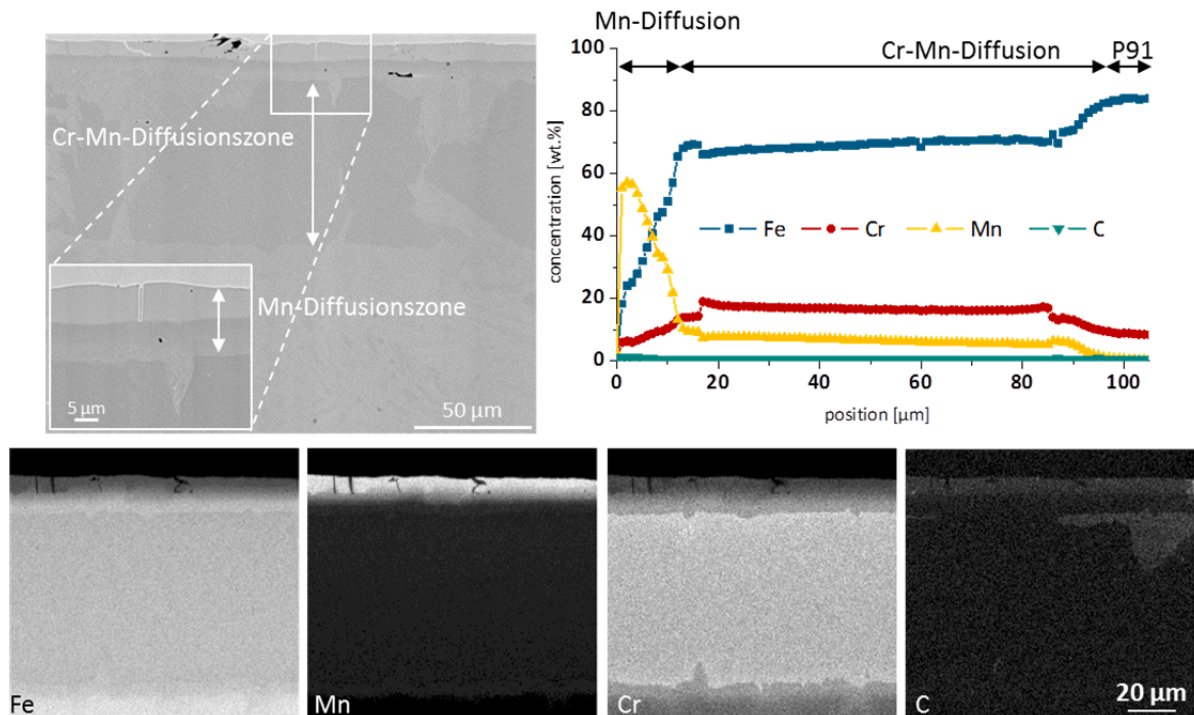 Cr-Mn-Diffusionszone
Mn-Diffusionszone
5 µm
50 µm
Mn-Diffusion
Cr-Mn-Diffusion
P91
concentration [wt.%]
100
80
60
40
20
0
Fe
Cr
Mn
C
0
20
40
60
80
100
position [µm]
Fe
Mn
Cr
C
20 µm